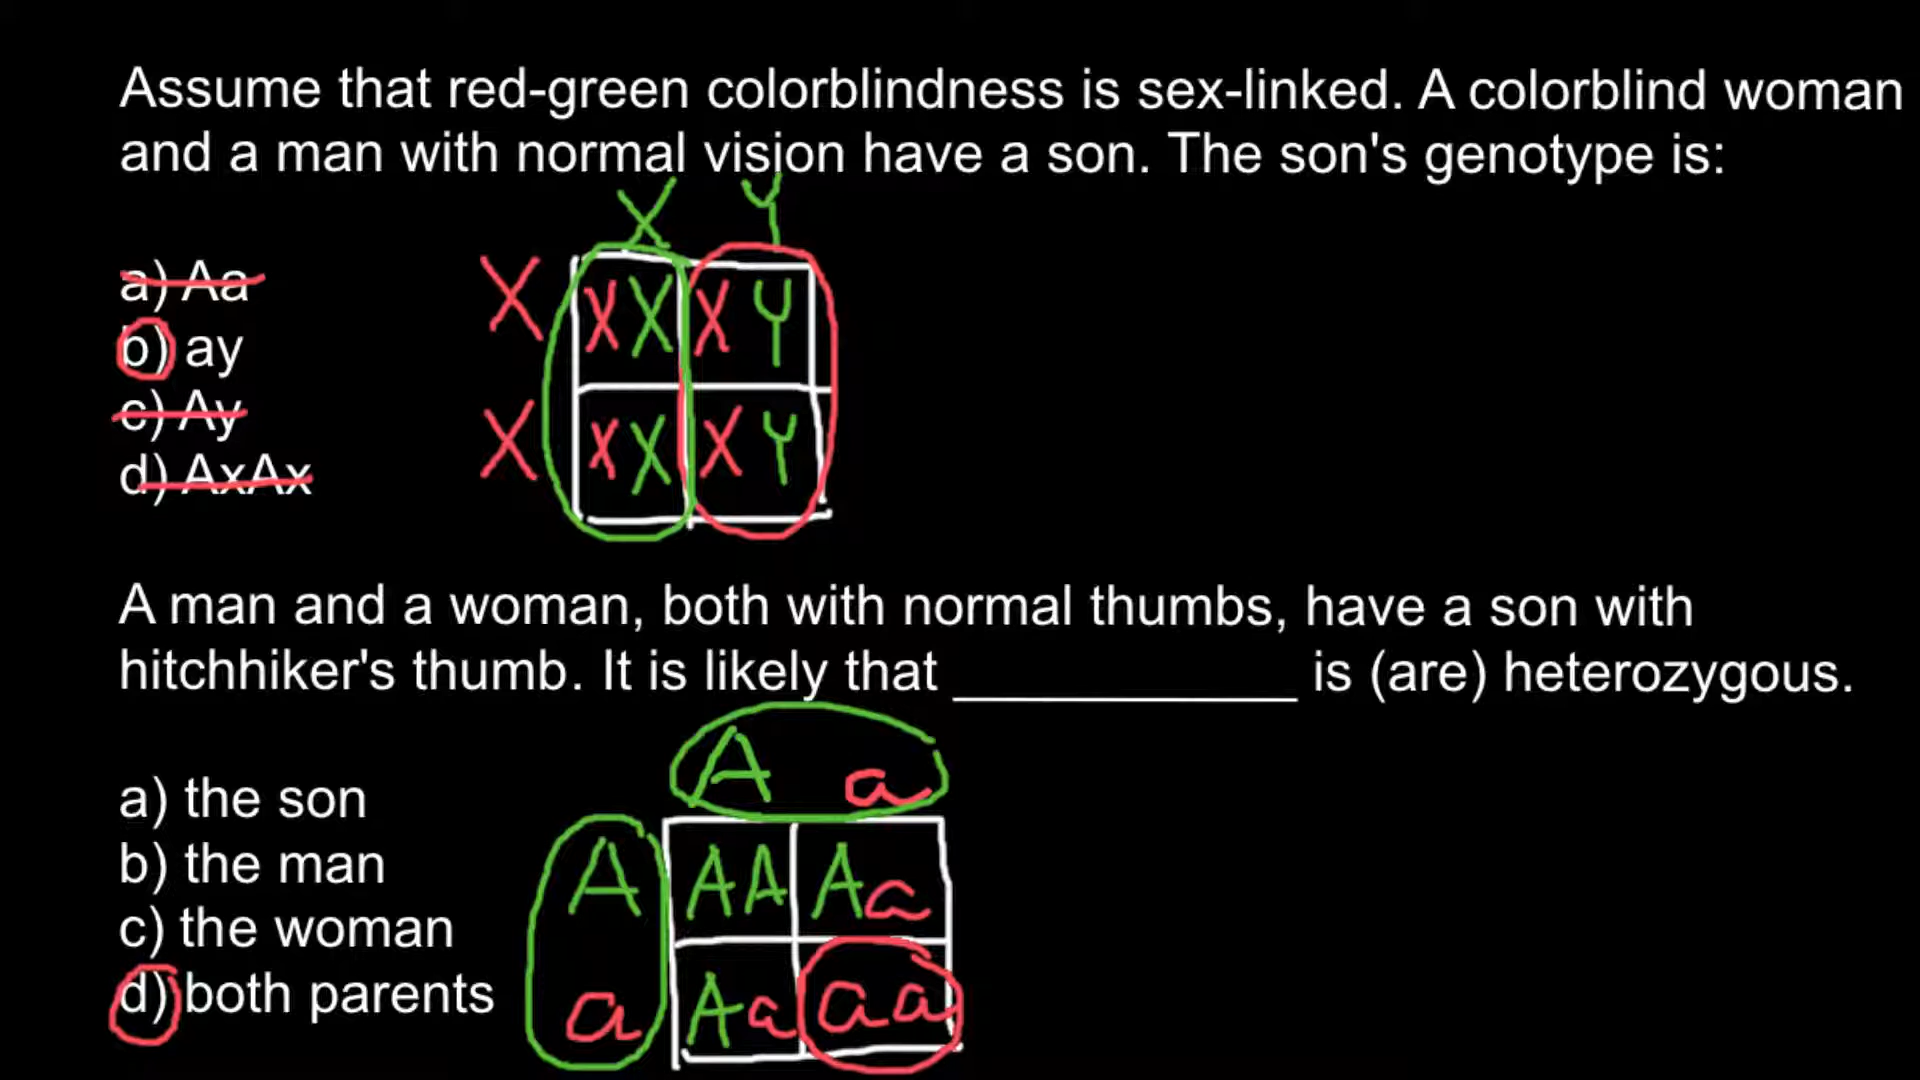 Assume that red-green colorblindness is sex-linked. A colorblind woman
and a man with normal vision have a son. The son's genotype is:
X Y
a) Aa
X XX XY
b) ay
c) Ay
X XX XY
d) AxAx
A man and a woman, both with normal thumbs, have a son with
hitchhiker's thumb. It is likely that ____________ is (are) heterozygous.
A a
a) the son
b) the man
A AA Aa
c) the woman
d) both parents
a Aa aa